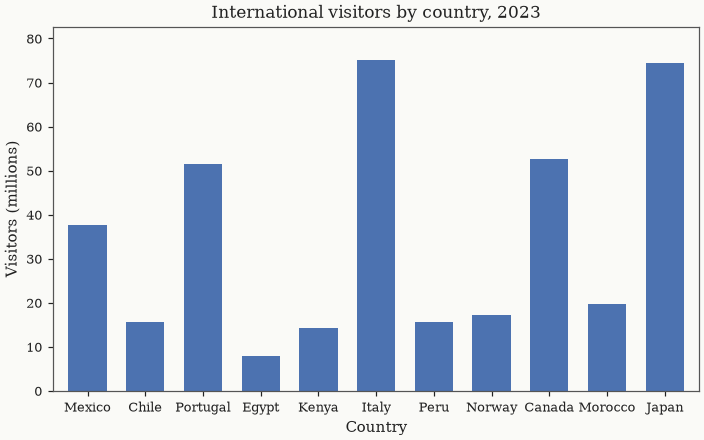 International visitors by country, 2023
Visitors (millions)
80
70
60
50
40
30
20
10
0
Mexico Chile Portugal Egypt Kenya Italy Peru Norway Canada Morocco Japan
Country